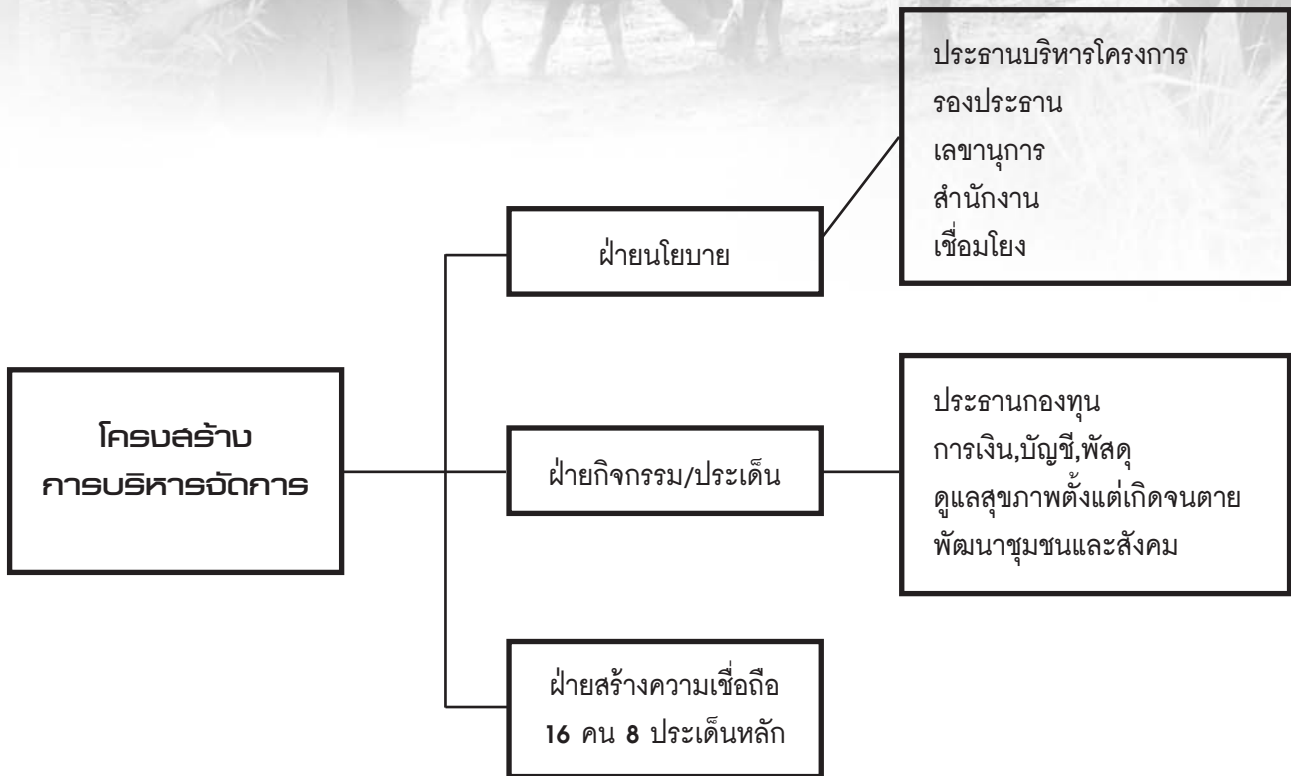 ประธานบริหารโครงการ
รองประธาน
เลขานุการ
สำนักงาน
เชื่อมโยง
ฝ่ายนโยบาย
โครงสร้าง
การบริหารจัดการ
ฝ่ายกิจกรรม/ประเด็น
ประธานกองทุน
การเงิน,บัญชี,พัสดุ
ดูแลสุขภาพตั้งแต่เกิดจนตาย
พัฒนาชุมชนและสังคม
ฝ่ายสร้างความเชื่อถือ
16 คน 8 ประเด็นหลัก